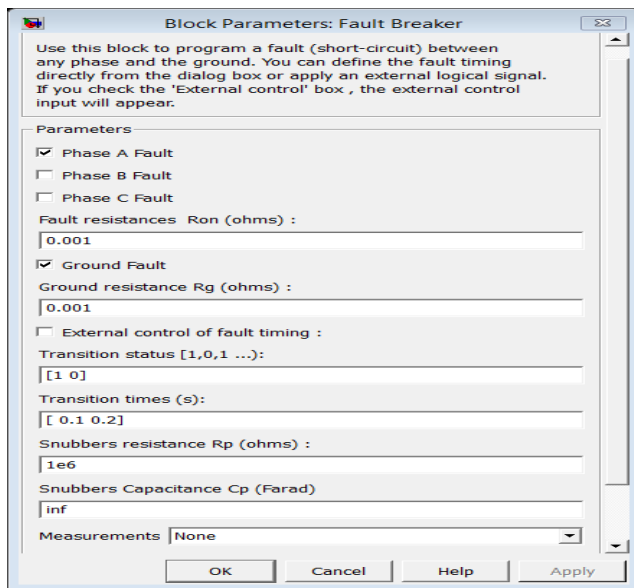 Block Parameters: Fault Breaker
Use this block to program a fault (short-circuit) between
any phase and the ground. You can define the fault timing
directly from the dialog box or apply an external logical signal.
If you check the 'External control' box , the external control
input will appear.
Parameters
Phase A Fault
Phase B Fault
Phase C Fault
Fault resistances Ron (ohms) :
0.001
Ground Fault
Ground resistance Rg (ohms) :
0.001
External control of fault timing :
Transition status [1,0,1 ...):
[1 0]
Transition times (s):
[ 0.1 0.2]
Snubbers resistance Rp (ohms) :
1e6
Snubbers Capacitance Cp (Farad)
inf
Measurements None
OK Cancel Help Apply